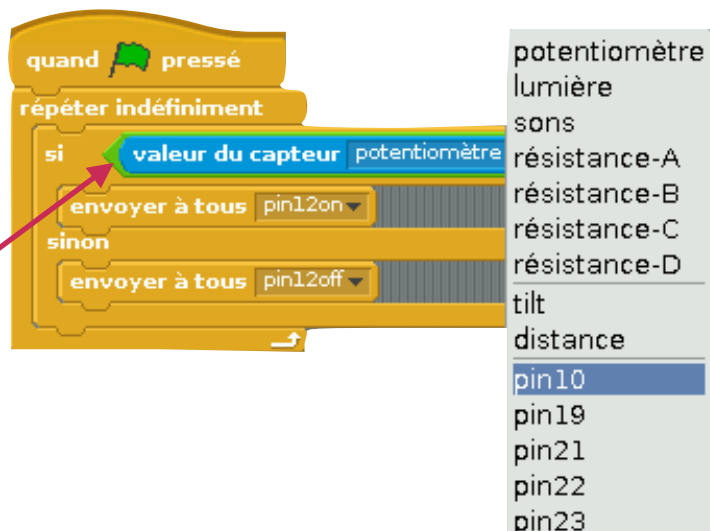 quand pressé
répéter indéfiniment
si valeur du capteur potentiomètre
envoyer à tous pin12on
sinon
envoyer à tous pin12off
potentiomètre
lumière
sons
résistance-A
résistance-B
résistance-C
résistance-D
tilt
distance
pin10
pin19
pin21
pin22
pin23